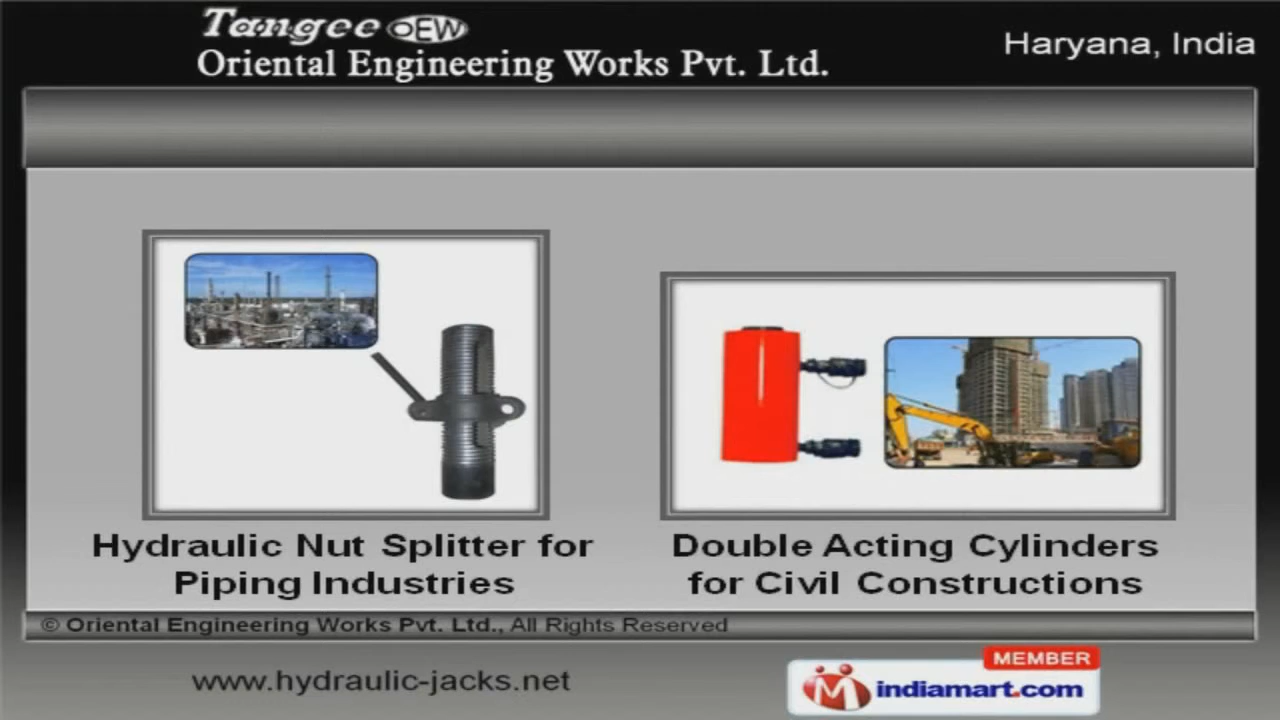 Tangee OEW
Oriental Engineering Works Pvt. Ltd.
Haryana, India
Hydraulic Nut Splitter for
Piping Industries
Double Acting Cylinders
for Civil Constructions
© Oriental Engineering Works Pvt. Ltd., All Rights Reserved
www.hydraulic-jacks.net
MEMBER
indiamart.com